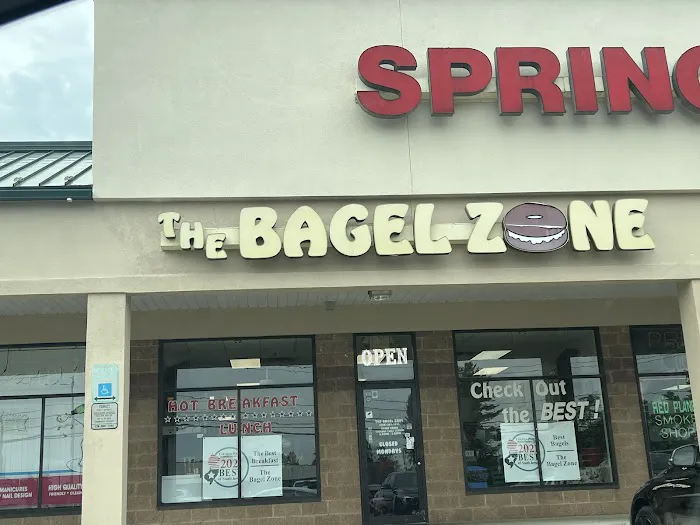 SPRING
THE BAGEL ZONE
OPEN
HOT BREAKFAST
LUNCH
The Best
Breakfast
The
Bagel Zone
BEST
CLOSED
MONDAYS
Check Out
the BEST!
BEST
Best
Bagels
The
Bagel Zone
RED PLANET
SMOKE
SHOP
MANICURES
NAIL DESIGN
HIGH QUALITY